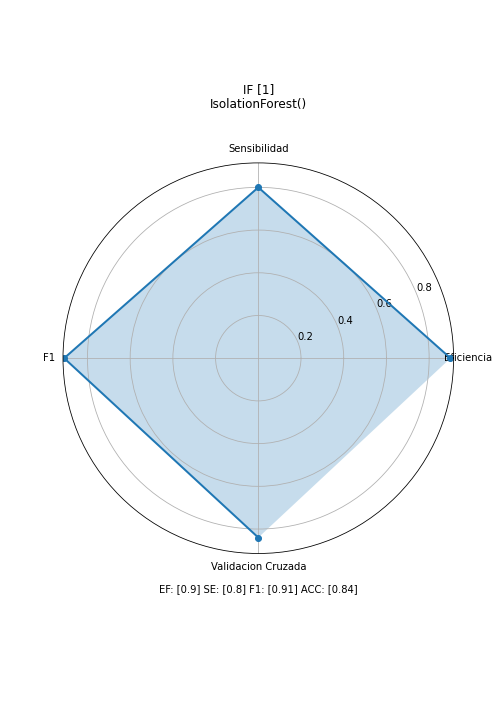 IF [1]
IsolationForest()
Sensibilidad
0.8
0.6
0.4
0.2
F1
Eficiencia
Validacion Cruzada
EF: [0.9] SE: [0.8] F1: [0.91] ACC: [0.84]